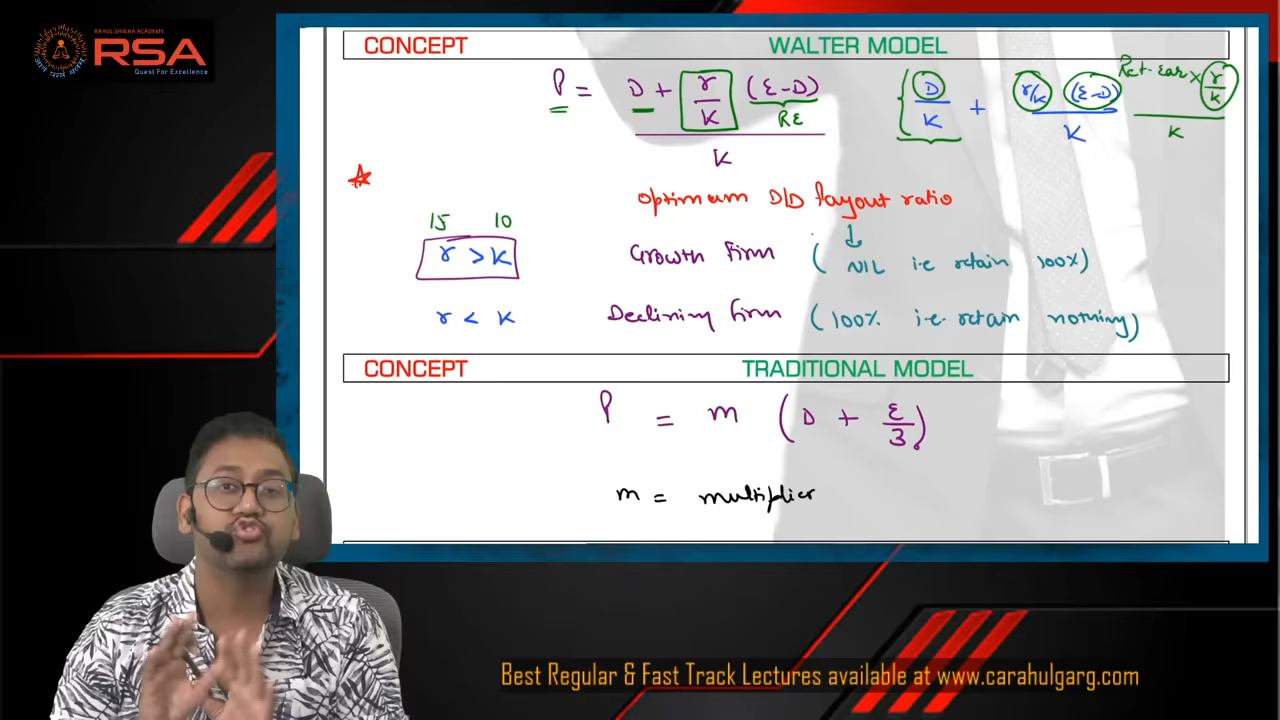 RAHUL SHIKHA ACADEMY
RSA
Quest For Excellence
CONCEPT WALTER MODEL
P = D + r/K (E-D) / K
RE
D/K + r/K (E-D) / K
Ret. Ear × r/K / K
Optimum D/D Payout ratio
15 10
r > K Growth Firm (NIL i.e retain 100%)
r < K Declining Firm (100% i.e. retain nothing)
CONCEPT TRADITIONAL MODEL
P = m (D + E/3)
m = multiplier
Best Regular & Fast Track Lectures available at www.carahulgarg.com